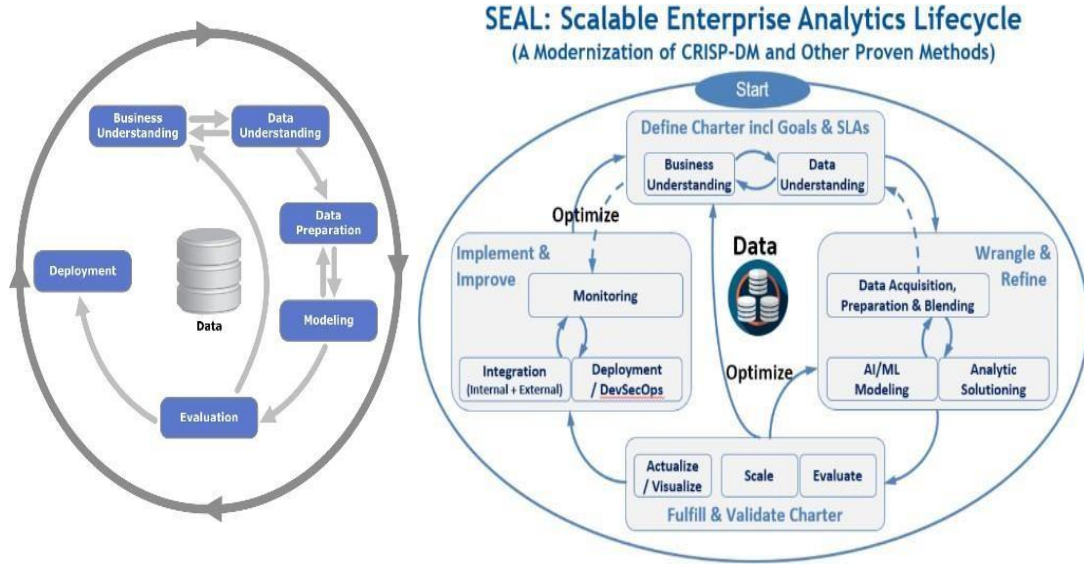 Business
Understanding
Data
Understanding
Data
Preparation
Deployment
Data
Modeling
Evaluation
SEAL: Scalable Enterprise Analytics Lifecycle
(A Modernization of CRISP-DM and Other Proven Methods)
Start
Define Charter incl Goals & SLAs
Business
Understanding
Data
Understanding
Optimize
Implement &
Improve
Monitoring
Integration
(Internal + External)
Deployment
/ DevSecOps
Data
Wrangle &
Refine
Data Acquisition,
Preparation & Blending
AI/ML
Modeling
Analytic
Solutioning
Optimize
Actualize
/ Visualize
Scale
Evaluate
Fulfill & Validate Charter